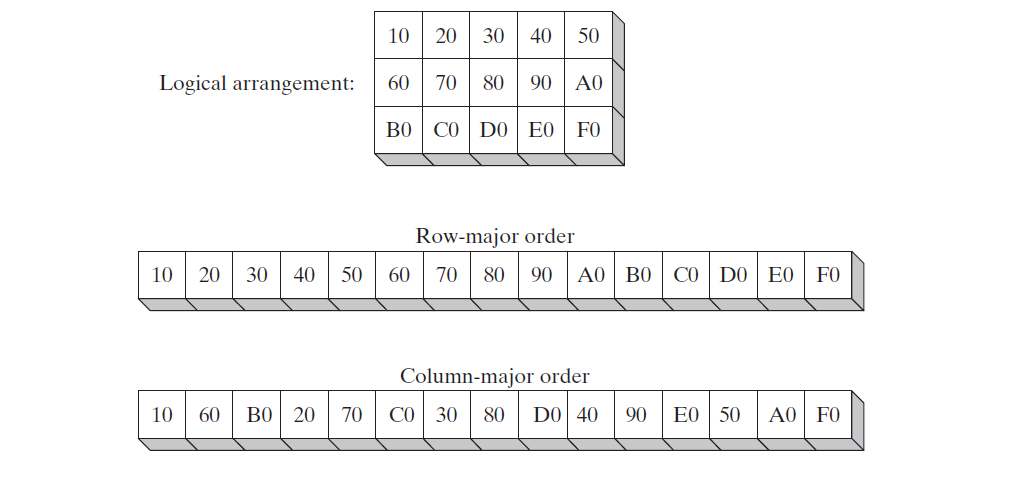 10 20 30 40 50
Logical arrangement: 60 70 80 90 A0
B0 C0 D0 E0 F0
Row-major order
10 20 30 40 50 60 70 80 90 A0 B0 C0 D0 E0 F0
Column-major order
10 60 B0 20 70 C0 30 80 D0 40 90 E0 50 A0 F0